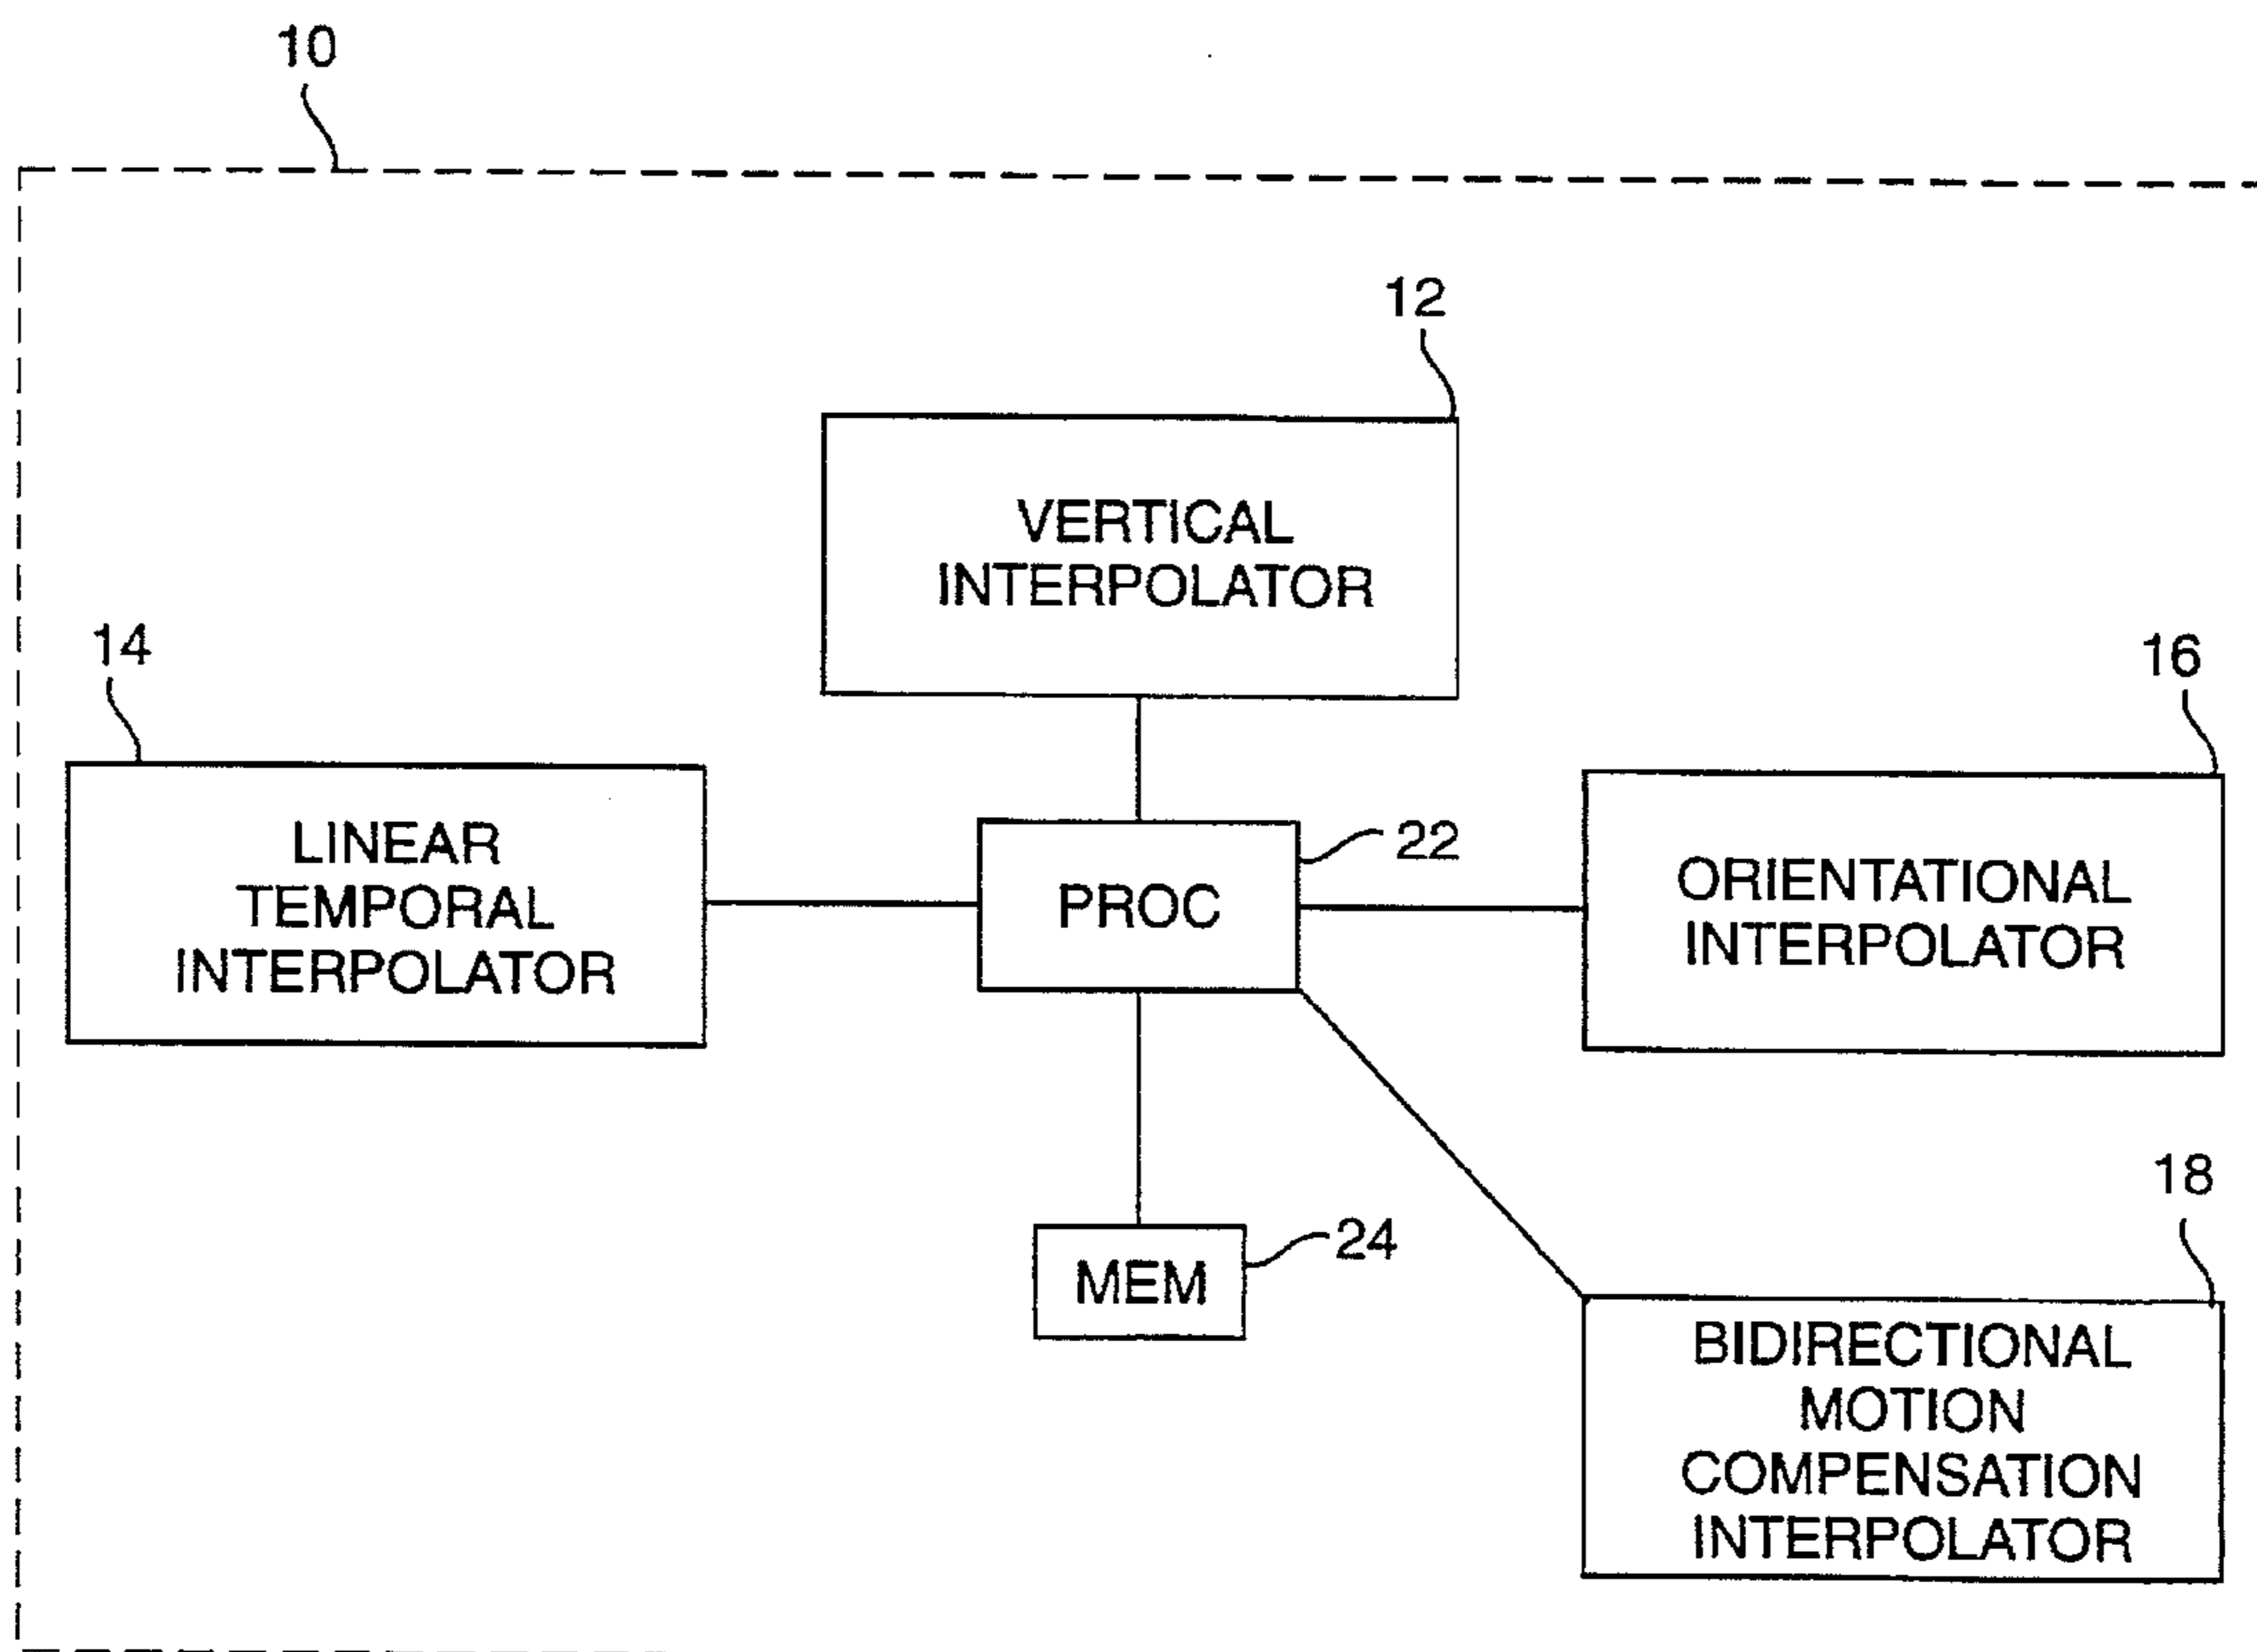 10
12
VERTICAL
INTERPOLATOR
14
LINEAR
TEMPORAL
INTERPOLATOR
22
PROC
16
ORIENTATIONAL
INTERPOLATOR
24
MEM
18
BIDIRECTIONAL
MOTION
COMPENSATION
INTERPOLATOR